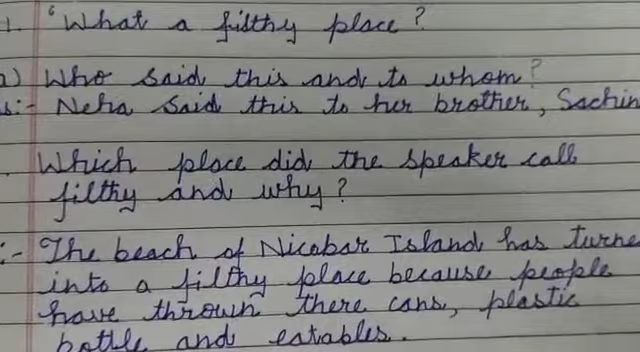 1. "What a filthy place?
a) Who said this and to whom?
s:- Neha said this to her brother, Sachin
. Which place did the speaker call
filthy and why?
:- The beach of Nicobar Island has turne
into a filthy place because people
have thrown there cans, plastic
bottle and eatables.